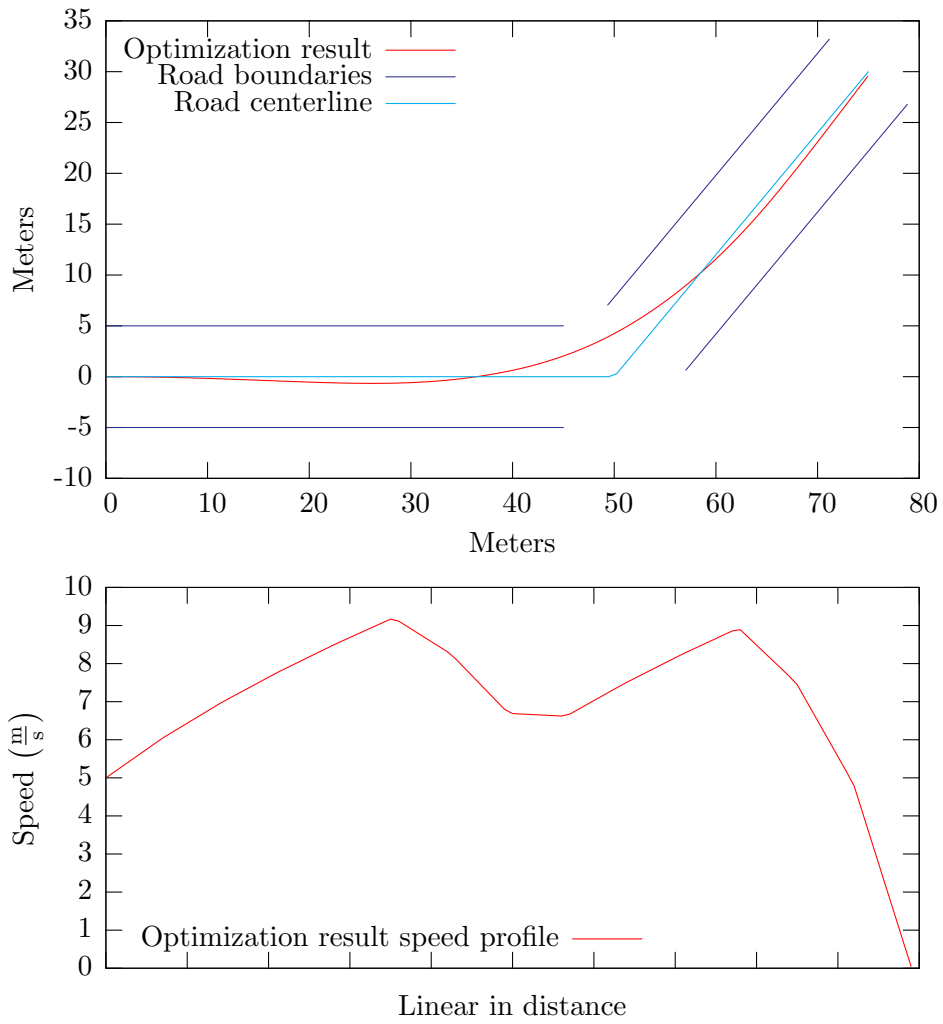 35
30
25
20
15
10
5
0
-5
-10
Meters
Optimization result
Road boundaries
Road centerline
0 10 20 30 40 50 60 70 80
Meters
10
9
8
7
6
5
4
3
2
1
0
Speed (m/s)
Optimization result speed profile
Linear in distance